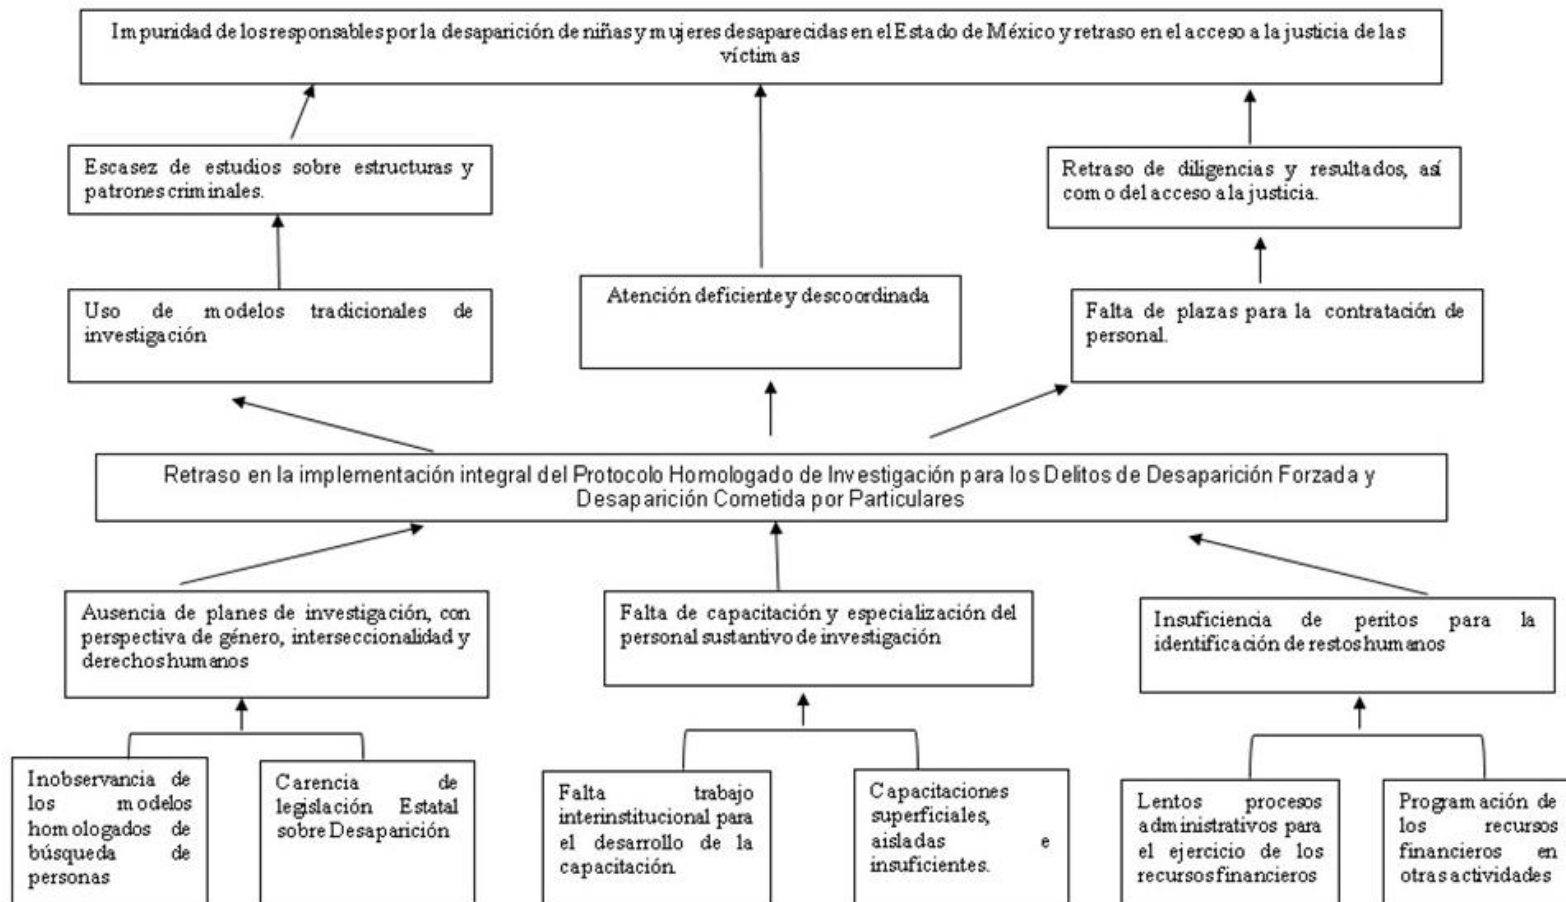 Impunidad de los responsables por la desaparición de niñas y mujeres desaparecidas en el Estado de México y retraso en el acceso a la justicia de las
víctimas
Escasez de estudios sobre estructuras y
patrones criminales.
Retraso de diligencias y resultados, así
como del acceso a la justicia.
Uso de modelos tradicionales de
investigación
Atención deficiente y descoordinada
Falta de plazas para la contratación de
personal.
Retraso en la implementación integral del Protocolo Homologado de Investigación para los Delitos de Desaparición Forzada y
Desaparición Cometida por Particulares
Ausencia de planes de investigación, con
perspectiva de género, interseccionalidad y
derechos humanos
Falta de capacitación y especialización del
personal sustantivo de investigación
Insuficiencia de peritos para la
identificación de restos humanos
Inobservancia de
los modelos
homologados de
búsqueda de
personas
Carencia de
legislación Estatal
sobre Desaparición
Falta trabajo
interinstitucional para
el desarrollo de la
capacitación.
Capacitaciones
superficiales,
aisladas e
insuficientes.
Lentos procesos
administrativos para
el ejercicio de los
recursos financieros
Programación de
los recursos
financieros en
otras actividades